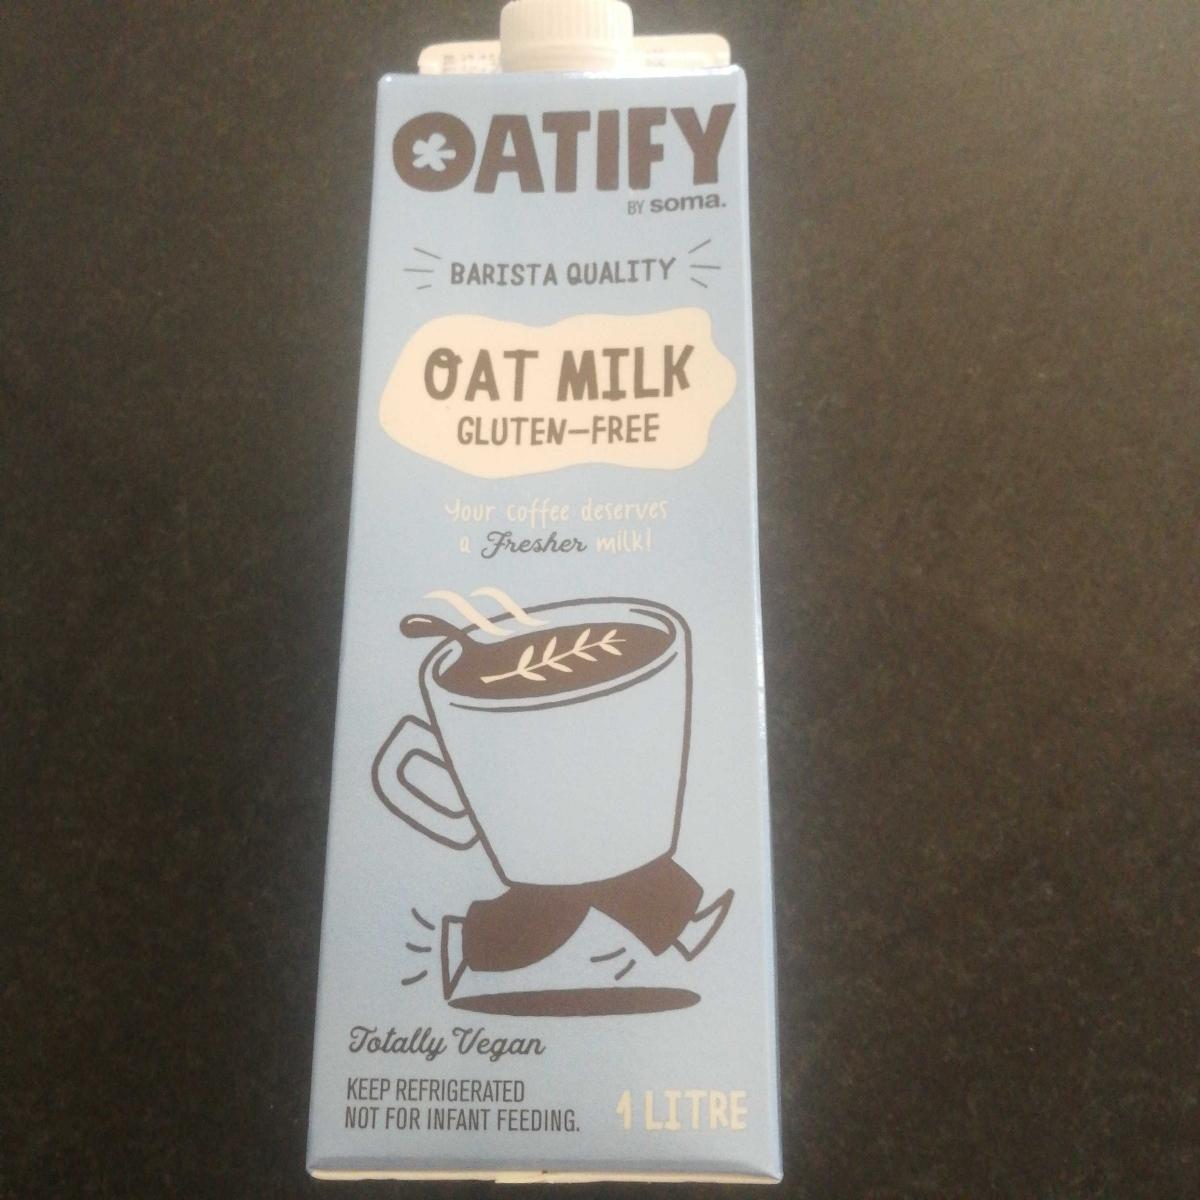 OATIFY
BY soma.
BARISTA QUALITY
OAT MILK
GLUTEN-FREE
Your coffee deserves
a Fresher milk!
Totally Vegan
KEEP REFRIGERATED
NOT FOR INFANT FEEDING.
1 LITRE